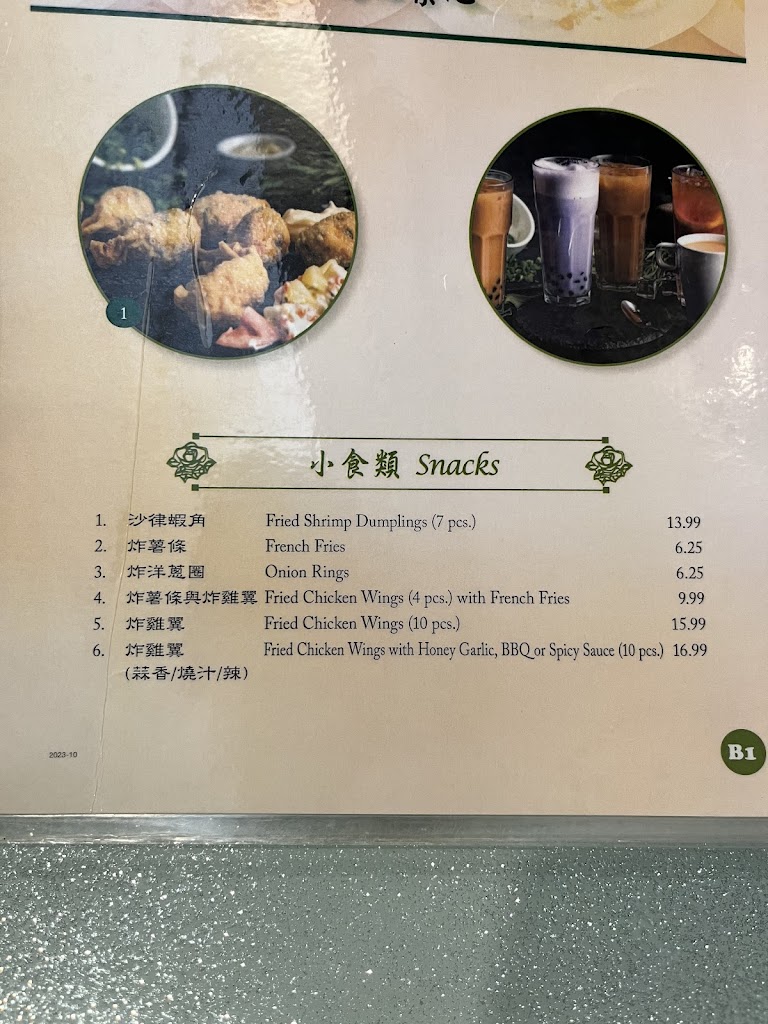 1
小食類 Snacks
1. 沙律蝦角 Fried Shrimp Dumplings (7 pcs.) 13.99
2. 炸薯條 French Fries 6.25
3. 炸洋蔥圈 Onion Rings 6.25
4. 炸薯條與炸雞翼 Fried Chicken Wings (4 pcs.) with French Fries 9.99
5. 炸雞翼 Fried Chicken Wings (10 pcs.) 15.99
6. 炸雞翼 Fried Chicken Wings with Honey Garlic, BBQ or Spicy Sauce (10 pcs.) 16.99
(蒜香/燒汁/辣)
2023-10
B1